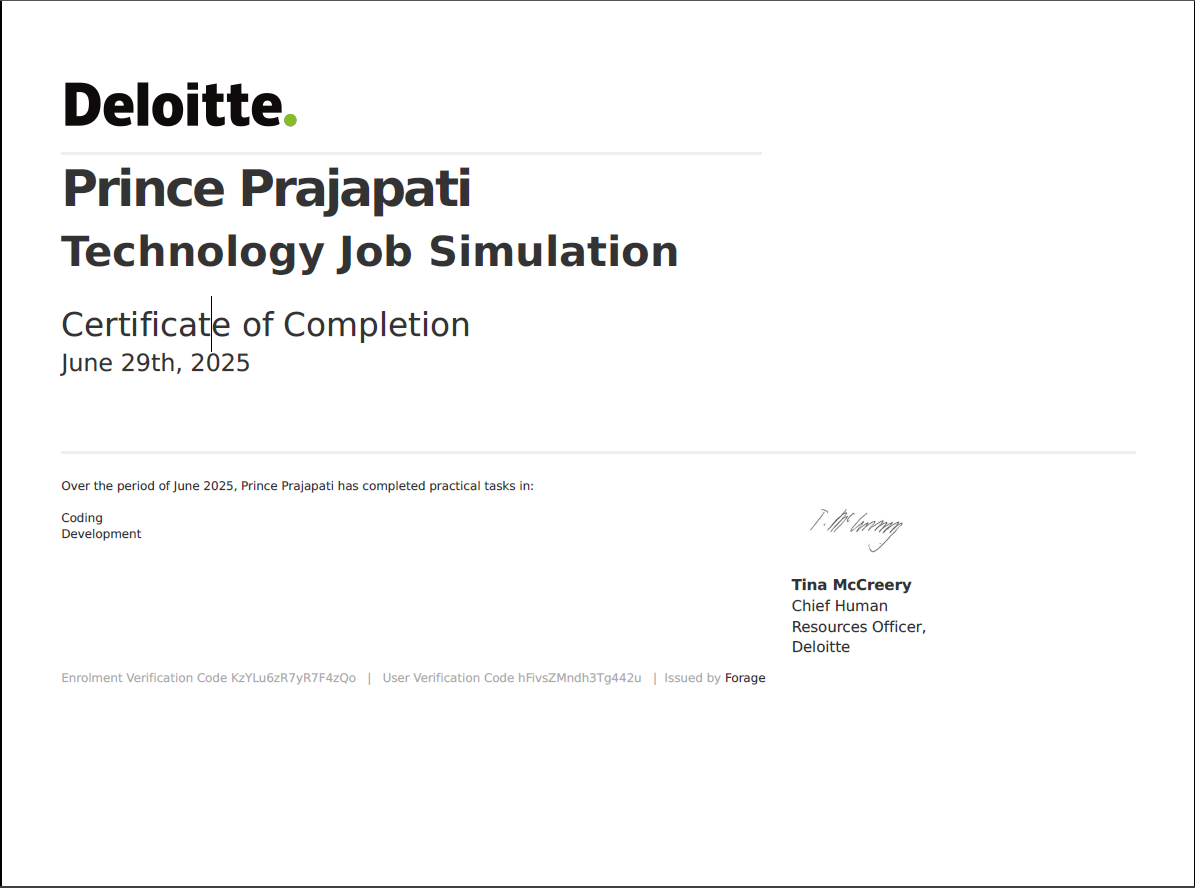 Deloitte.
Prince Prajapati
Technology Job Simulation
Certificate of Completion
June 29th, 2025
Over the period of June 2025, Prince Prajapati has completed practical tasks in:
Coding
Development
T. McCreery
Tina McCreery
Chief Human
Resources Officer,
Deloitte
Enrolment Verification Code KzYLu6zR7yR7F4zQo | User Verification Code hFivsZMndh3Tg442u | Issued by Forage